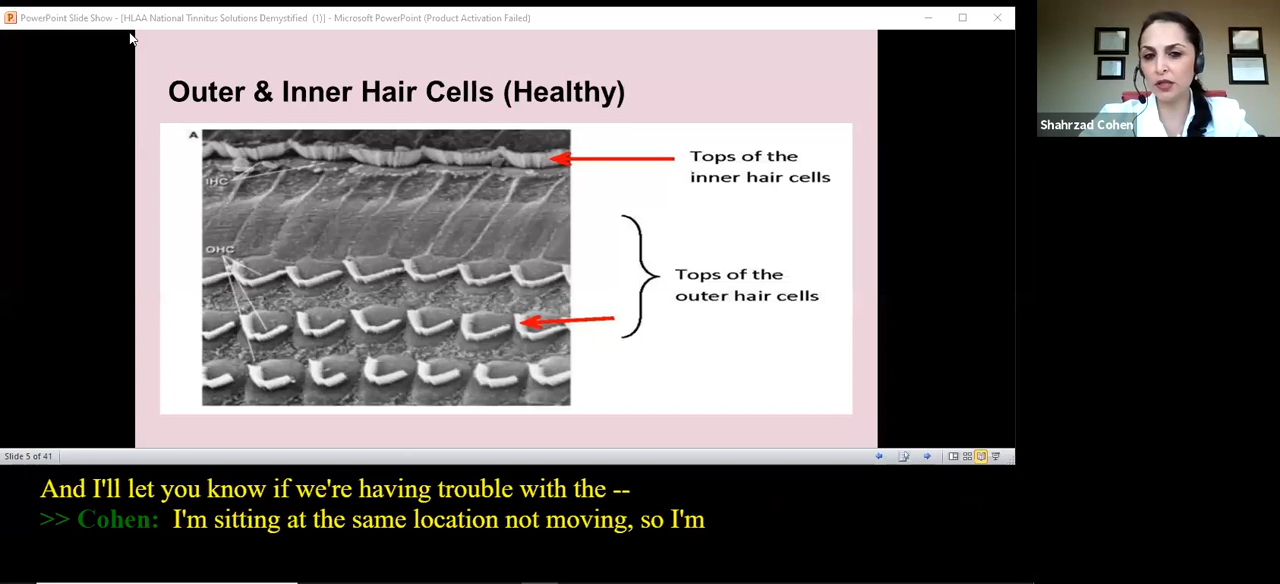 PowerPoint Slide Show - [HLAA National Tinnitus Solutions Demystified (1)] - Microsoft PowerPoint (Product Activation Failed)
Outer & Inner Hair Cells (Healthy)
A
IHC
Tops of the
inner hair cells
OHC
Tops of the
outer hair cells
Shahrzad Cohen
Slide 5 of 41
And I'll let you know if we're having trouble with the --
>> Cohen: I'm sitting at the same location not moving, so I'm